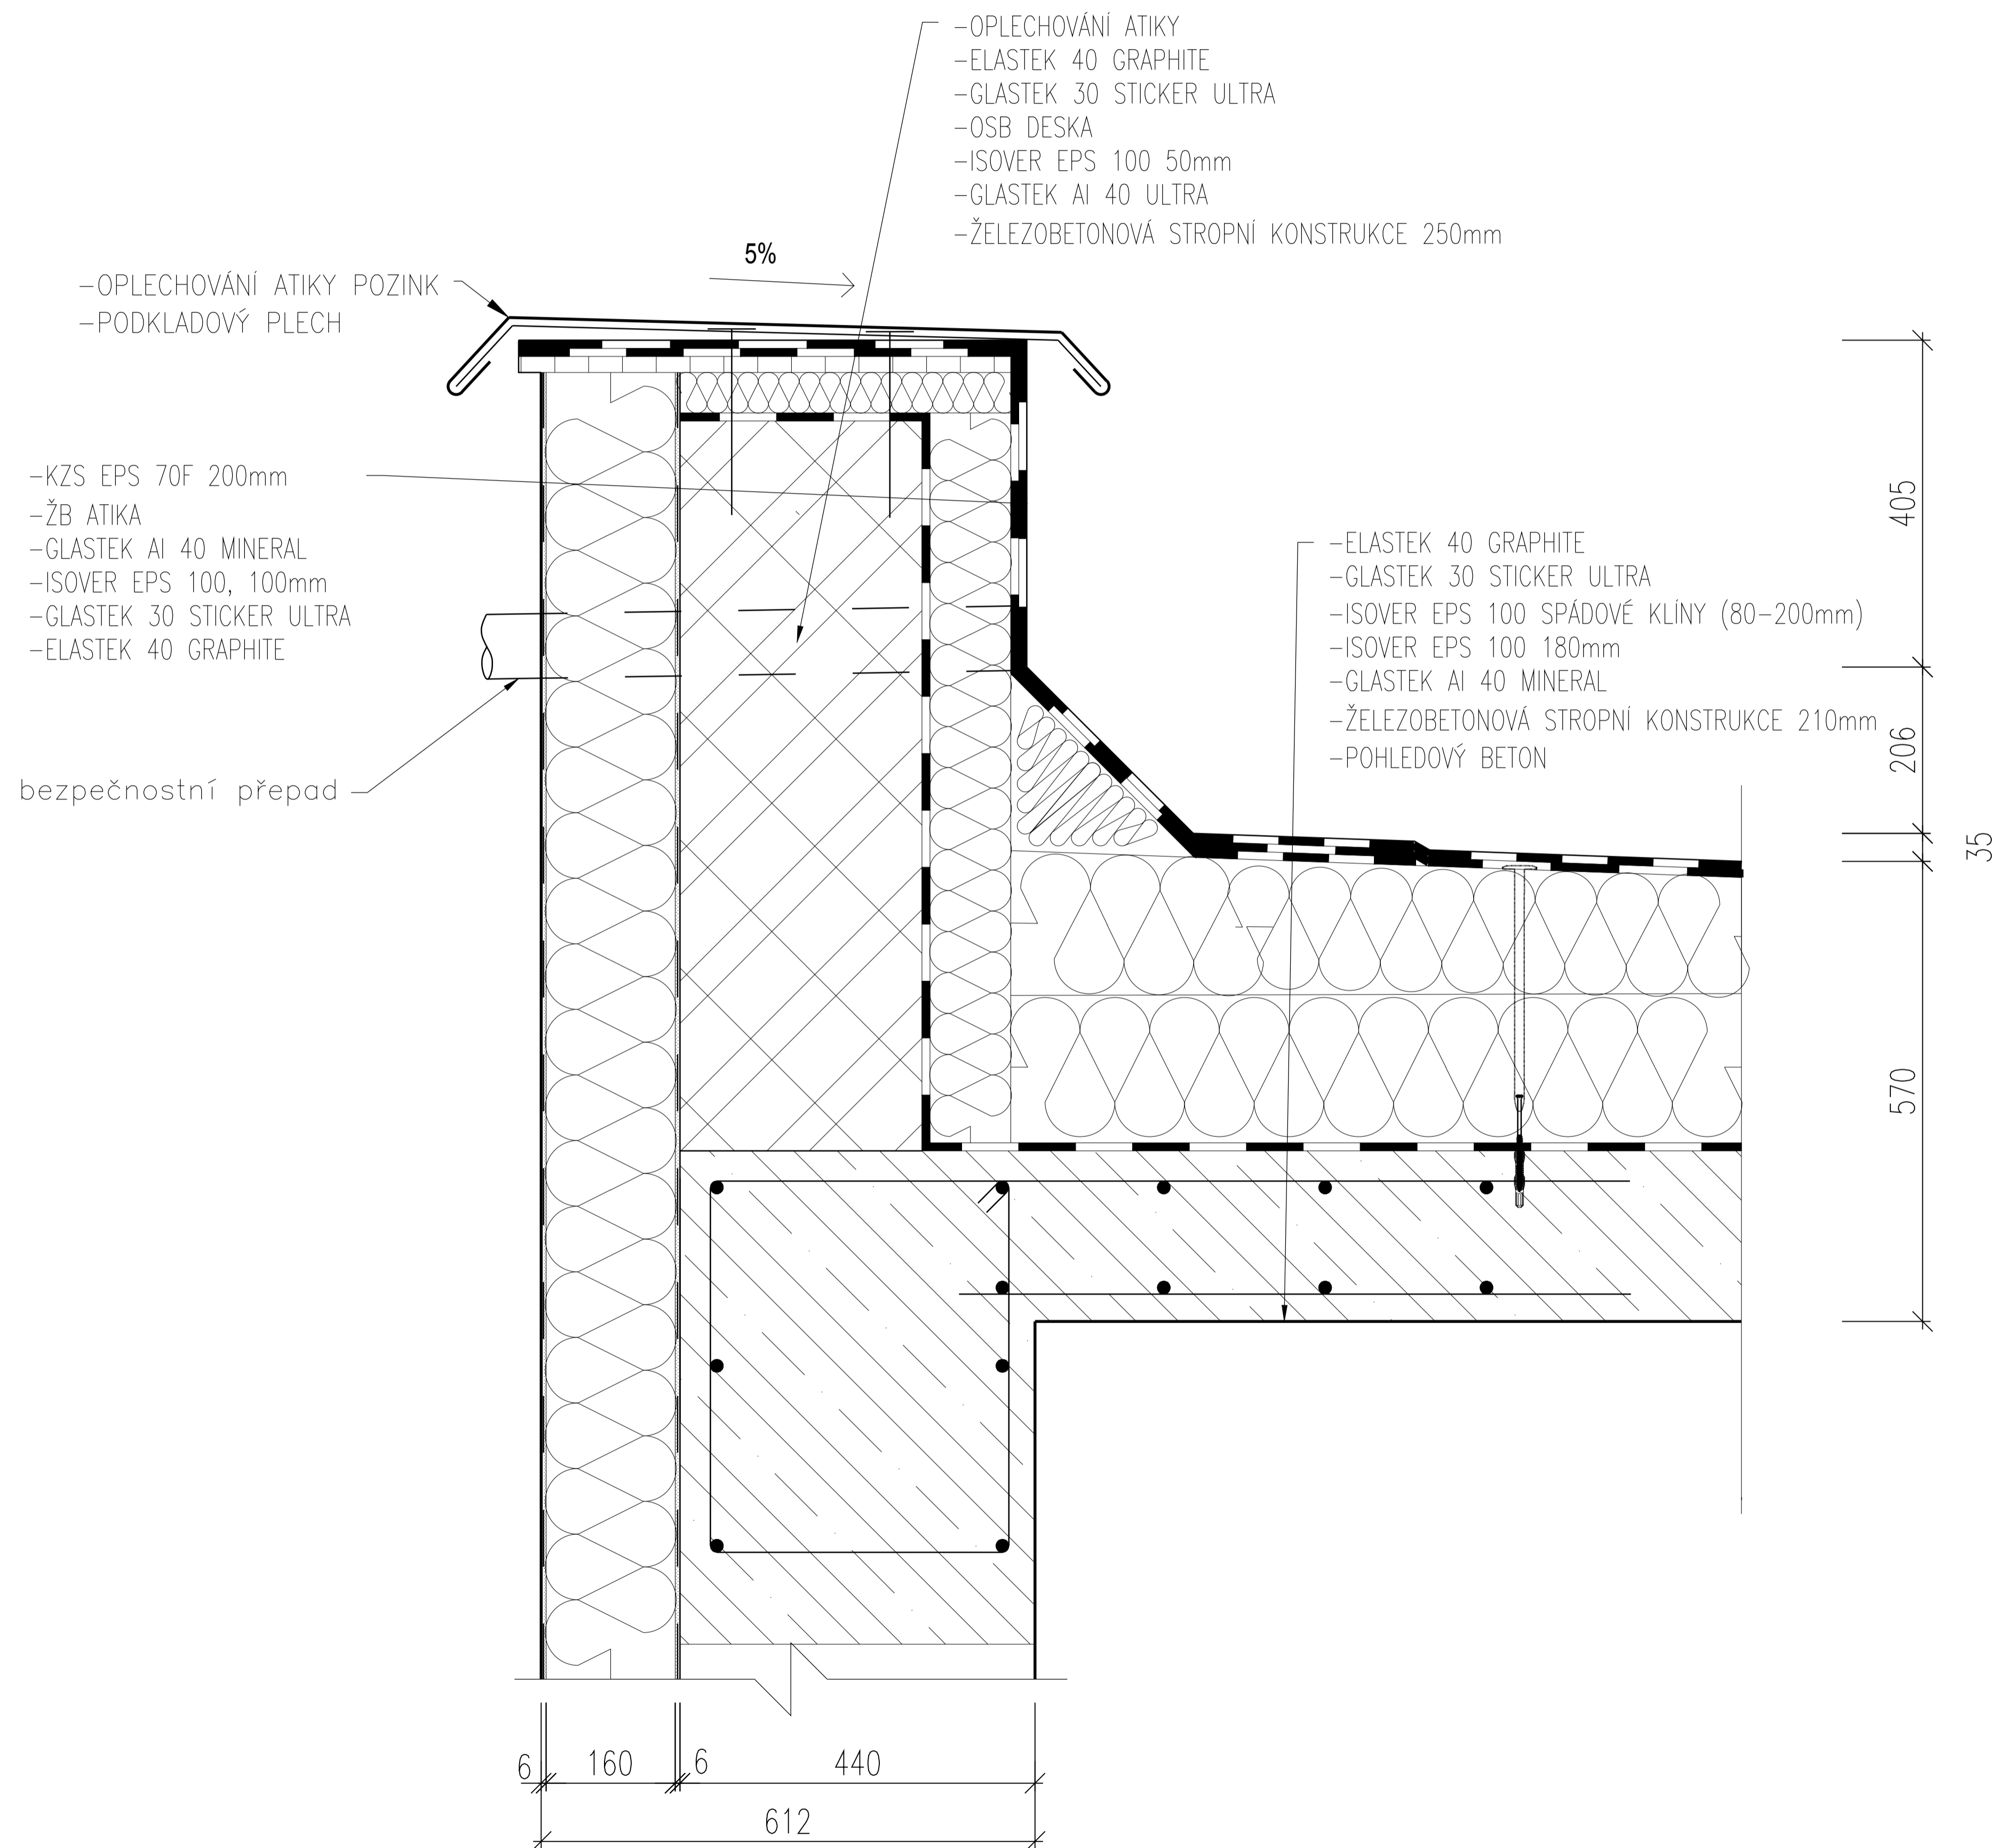 -OPLECHOVÁNÍ ATIKY
-ELASTEK 40 GRAPHITE
-GLASTEK 30 STICKER ULTRA
-OSB DESKA
-ISOVER EPS 100 50mm
-GLASTEK Al 40 ULTRA
-ŽELEZOBETONOVÁ STROPNÍ KONSTRUKCE 250mm
5%
-OPLECHOVÁNÍ ATIKY POZINK
-PODKLADOVÝ PLECH
-KZS EPS 70F 200mm
-ŽB ATIKA
-GLASTEK Al 40 MINERAL
-ISOVER EPS 100, 100mm
-GLASTEK 30 STICKER ULTRA
-ELASTEK 40 GRAPHITE
bezpečnostní přepad
-ELASTEK 40 GRAPHITE
-GLASTEK 30 STICKER ULTRA
-ISOVER EPS 100 SPÁDOVÉ KLÍNY (80-200mm)
-ISOVER EPS 100 180mm
-GLASTEK Al 40 MINERAL
-ŽELEZOBETONOVÁ STROPNÍ KONSTRUKCE 210mm
-POHLEDOVÝ BETON
405
206
35
570
6
160
6
440
612